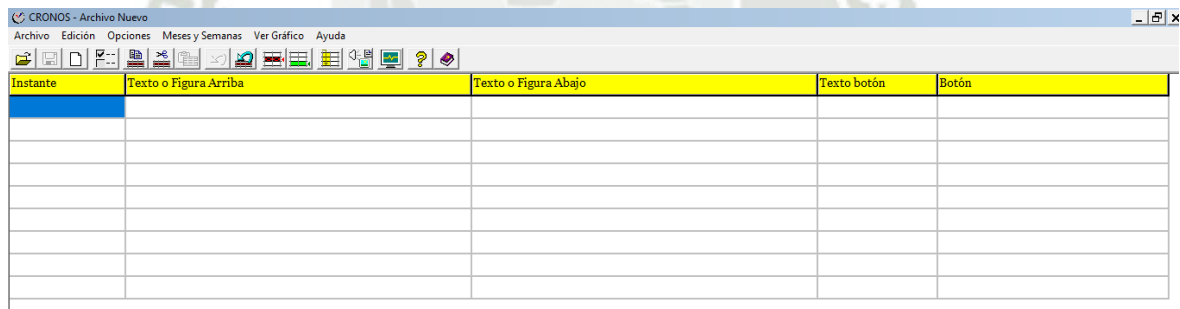 CRONOS - Archivo Nuevo
Archivo Edición Opciones Meses y Semanas Ver Gráfico Ayuda
Instante Texto o Figura Arriba Texto o Figura Abajo Texto botón Botón